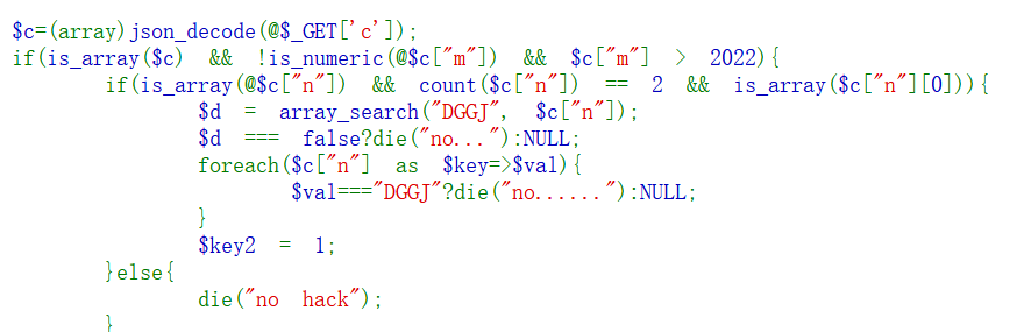 $c=(array)json_decode(@$_GET['c']);
if(is_array($c) && !is_numeric(@$c["m"]) && $c["m"] > 2022){
if(is_array(@$c["n"]) && count($c["n"]) == 2 && is_array($c["n"][0])){
$d = array_search("DGGJ", $c["n"]);
$d === false?die("no..."):NULL;
foreach($c["n"] as $key=>$val){
$val==="DGGJ"?die("no......"):NULL;
}
$key2 = 1;
}else{
die("no hack");
}